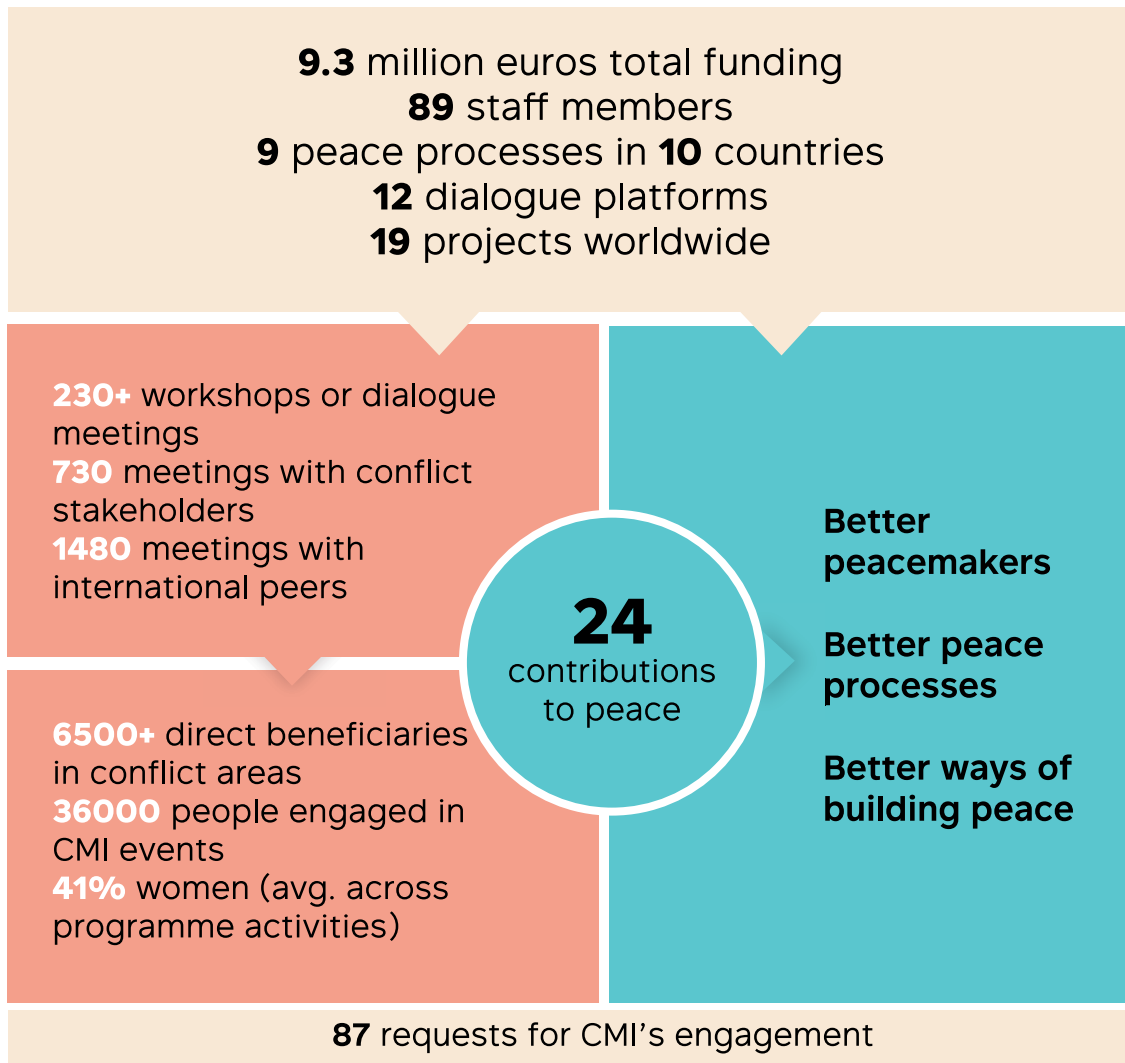 9.3 million euros total funding
89 staff members
9 peace processes in 10 countries
12 dialogue platforms
19 projects worldwide
230+ workshops or dialogue
meetings
730 meetings with conflict
stakeholders
1480 meetings with
international peers
6500+ direct beneficiaries
in conflict areas
36000 people engaged in
CMI events
41% women (avg. across
programme activities)
24
contributions
to peace
Better
peacemakers
Better peace
processes
Better ways of
building peace
87 requests for CMI's engagement